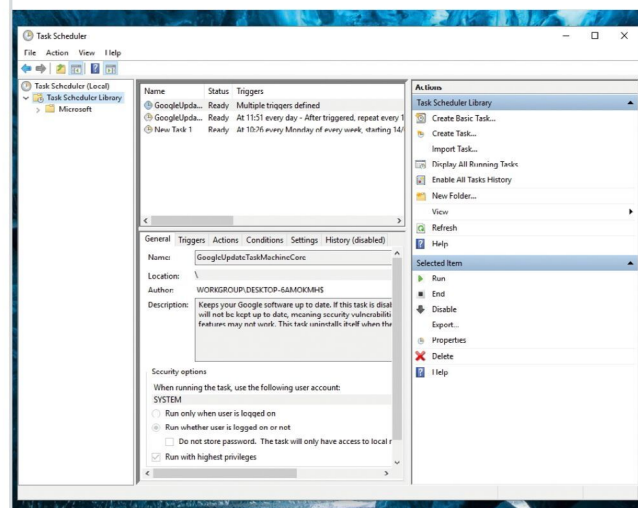 Task Scheduler
File Action View Help
Task Scheduler (Local)
Task Scheduler Library
Microsoft
Name Status Triggers
GoogleUpda... Ready Multiple triggers defined
GoogleUpda... Ready At 11:51 every day - After triggered, repeat every 1
New Task 1 Ready At 10:26 every Monday of every week, starting 14/
General Triggers Actions Conditions Settings History (disabled)
Name: GoogleUpdateTaskMachineCore
Location: \
Author: WORKGROUP\DESKTOP-6AMOKMH$
Description: Keeps your Google software up to date. If this task is disal
will not be kept up to date, meaning security vulnerabiliti
features may not work. This task uninstalls itself when the
Security options
When running the task, use the following user account:
SYSTEM
Run only when user is logged on
Run whether user is logged on or not
Do not store password. The task will only have access to local r
Run with highest privileges
Actions
Task Scheduler Library
Create Basic Task...
Create Task...
Import Task...
Display All Running Tasks
Enable All Tasks History
New Folder...
View
Refresh
Help
Selected Item
Run
End
Disable
Export...
Properties
Delete
Help